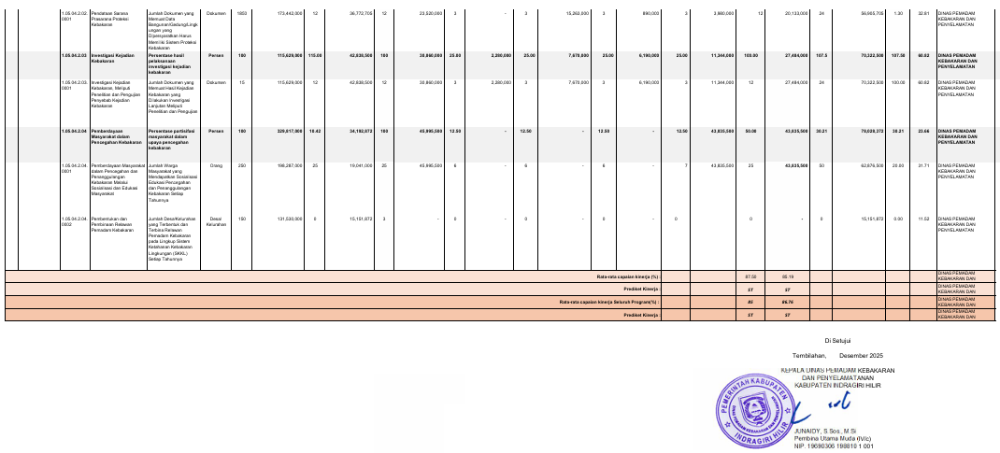 1.05.04.2.02.0001 Pendataan Sarana Prasarana Proteksi Kebakaran Jumlah Dokumen yang Memuat Data Bangunan/Gedung/Lingkungan yang Dipersyaratkan Harus Memiliki Sistem Proteksi Kebakaran Dokumen 1853 173,442,000 12 36,772,705 12 23,520,000 3 - 3 15,263,000 3 890,000 3 3,980,000 12 20,133,000 24 56,905,705 1.30 32.81 DINAS PEMADAM KEBAKARAN DAN PENYELAMATAN
1.05.04.2.03 Investigasi Kejadian Kebakaran Persentase hasil pelaksanaan investigasi kejadian kebakaran Persen 100 115,629,000 115.00 42,838,500 100 30,860,000 25.00 2,280,000 25.00 7,670,000 25.00 6,190,000 25.00 11,344,000 100.00 27,484,000 107.5 70,322,500 107.50 60.82 DINAS PEMADAM KEBAKARAN DAN PENYELAMATAN
1.05.04.2.03.0001 Investigasi Kejadian Kebakaran, Meliputi Penelitian dan Pengujian Penyebab Kejadian Kebakaran Jumlah Dokumen yang Memuat Hasil Kejadian Kebakaran yang Dilakukan Investigasi Lanjutan Meliputi Penelitian dan Pengujian Dokumen 15 115,629,000 12 42,838,500 12 30,860,000 3 2,280,000 3 7,670,000 3 6,190,000 3 11,344,000 12 27,484,000 24 70,322,500 100.00 60.82 DINAS PEMADAM KEBAKARAN DAN PENYELAMATAN
1.05.04.2.04 Pemberdayaan Masyarakat dalam Pencegahan Kebakaran Persentase partisifasi masyarakat dalam upaya pencegahan kebakaran Persen 100 329,817,000 10.42 34,192,872 100 45,995,500 12.50 - 12.50 - 12.50 - 12.50 43,835,500 50.00 43,835,500 30.21 78,028,372 30.21 23.66 DINAS PEMADAM KEBAKARAN DAN PENYELAMATAN
1.05.04.2.04.0001 Pemberdayaan Masyarakat dalam Pencegahan dan Penanggulangan Kebakaran Melalui Sosialisasi dan Edukasi Masyarakat Jumlah Warga Masyarakat yang Mendapatkan Sosialisasi Edukasi Pencegahan dan Penanggulangan Kebakaran Setiap Tahunnya Orang 250 198,287,000 25 19,041,000 25 45,995,500 6 - 6 - 6 - 7 43,835,500 25 43,835,500 50 62,876,500 20.00 31.71 DINAS PEMADAM KEBAKARAN DAN PENYELAMATAN
1.05.04.2.04.0002 Pembentukan dan Pembinaan Relawan Pemadam Kebakaran Jumlah Desa/Kelurahan yang Terbentuk dan Terbina Relawan Pemadam Kebakaran pada Lingkup Sistem Ketahanan Kebakaran Lingkungan (SKKL) Setiap Tahunnya Desa/Kelurahan 150 131,530,000 0 15,151,872 3 - 0 - 0 - 0 - 0 0 - 0 15,151,872 0.00 11.52 DINAS PEMADAM KEBAKARAN DAN PENYELAMATAN
Rata-rata capaian kinerja (%) : 87.50 85.19 DINAS PEMADAM KEBAKARAN DAN
Prediket Kinerja : ST ST DINAS PEMADAM KEBAKARAN DAN
Rata-rata capaian kinerja Seluruh Program(%) : 85 86.76 DINAS PEMADAM KEBAKARAN DAN
Prediket Kinerja : ST ST DINAS PEMADAM KEBAKARAN DAN
Di Setujui
Tembilahan, Desember 2025
KEPALA DINAS PEMADAM KEBAKARAN
DAN PENYELAMATANAN
KABUPATEN INDRAGIRI HILIR
PEMERINTAH KABUPATEN
INDRAGIRI HILIR
JUNAIDY, S.Sos., M.Si
Pembina Utama Muda (IV/c)
NIP. 19690306 198810 1 001